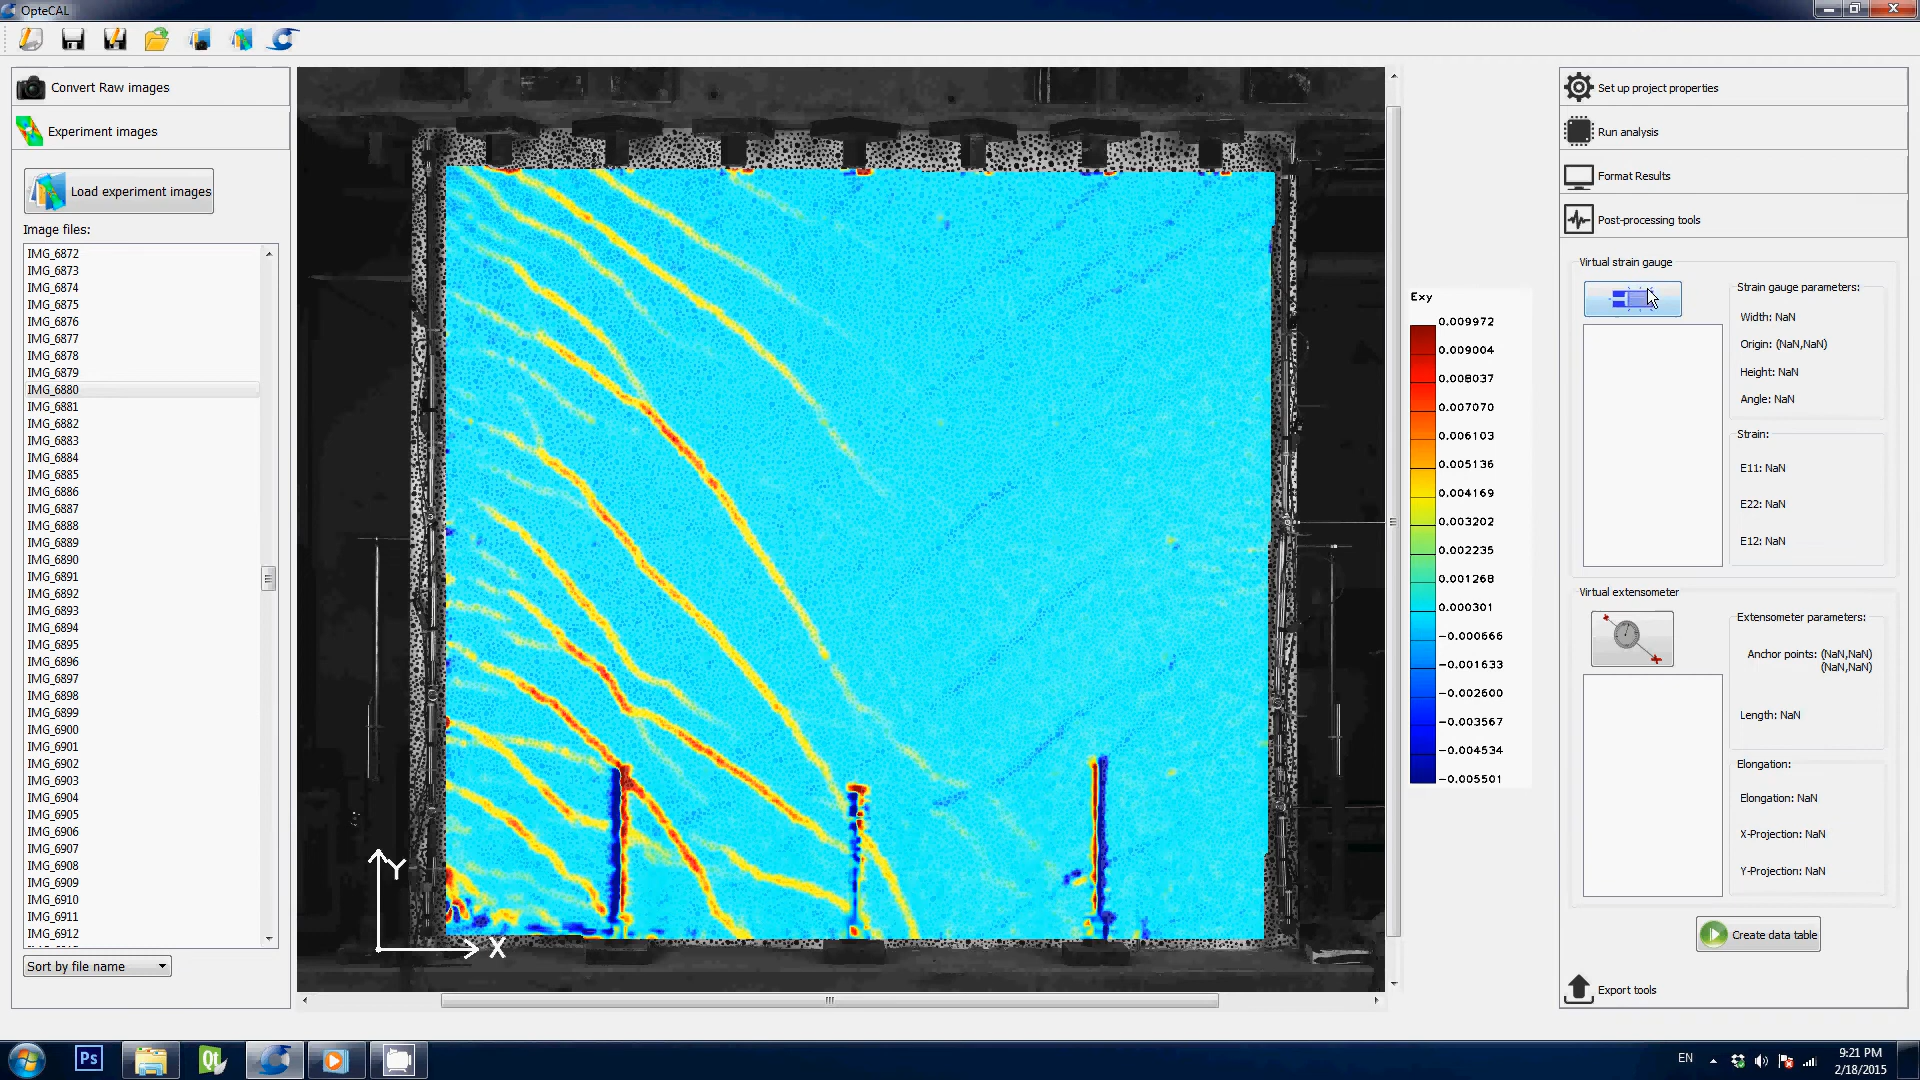 OpteCAL
Convert Raw images
Experiment images
Load experiment images
Image files:
IMG_6872
IMG_6873
IMG_6874
IMG_6875
IMG_6876
IMG_6877
IMG_6878
IMG_6879
IMG_6880
IMG_6881
IMG_6882
IMG_6883
IMG_6884
IMG_6885
IMG_6886
IMG_6887
IMG_6888
IMG_6889
IMG_6890
IMG_6891
IMG_6892
IMG_6893
IMG_6894
IMG_6895
IMG_6896
IMG_6897
IMG_6898
IMG_6899
IMG_6900
IMG_6901
IMG_6902
IMG_6903
IMG_6904
IMG_6905
IMG_6906
IMG_6907
IMG_6908
IMG_6909
IMG_6910
IMG_6911
IMG_6912
Sort by file name
Y
X
Exy
0.009972
0.009004
0.008037
0.007070
0.006103
0.005136
0.004169
0.003202
0.002235
0.001268
0.000301
-0.000666
-0.001633
-0.002600
-0.003567
-0.004534
-0.005501
Set up project properties
Run analysis
Format Results
Post-processing tools
Virtual strain gauge
Strain gauge parameters:
Width: NaN
Origin: (NaN,NaN)
Height: NaN
Angle: NaN
Strain:
E11: NaN
E22: NaN
E12: NaN
Virtual extensometer
Extensometer parameters:
Anchor points: (NaN,NaN)
(NaN,NaN)
Length: NaN
Elongation:
Elongation: NaN
X-Projection: NaN
Y-Projection: NaN
Create data table
Export tools
Ps
Qt
EN
9:21 PM
2/18/2015